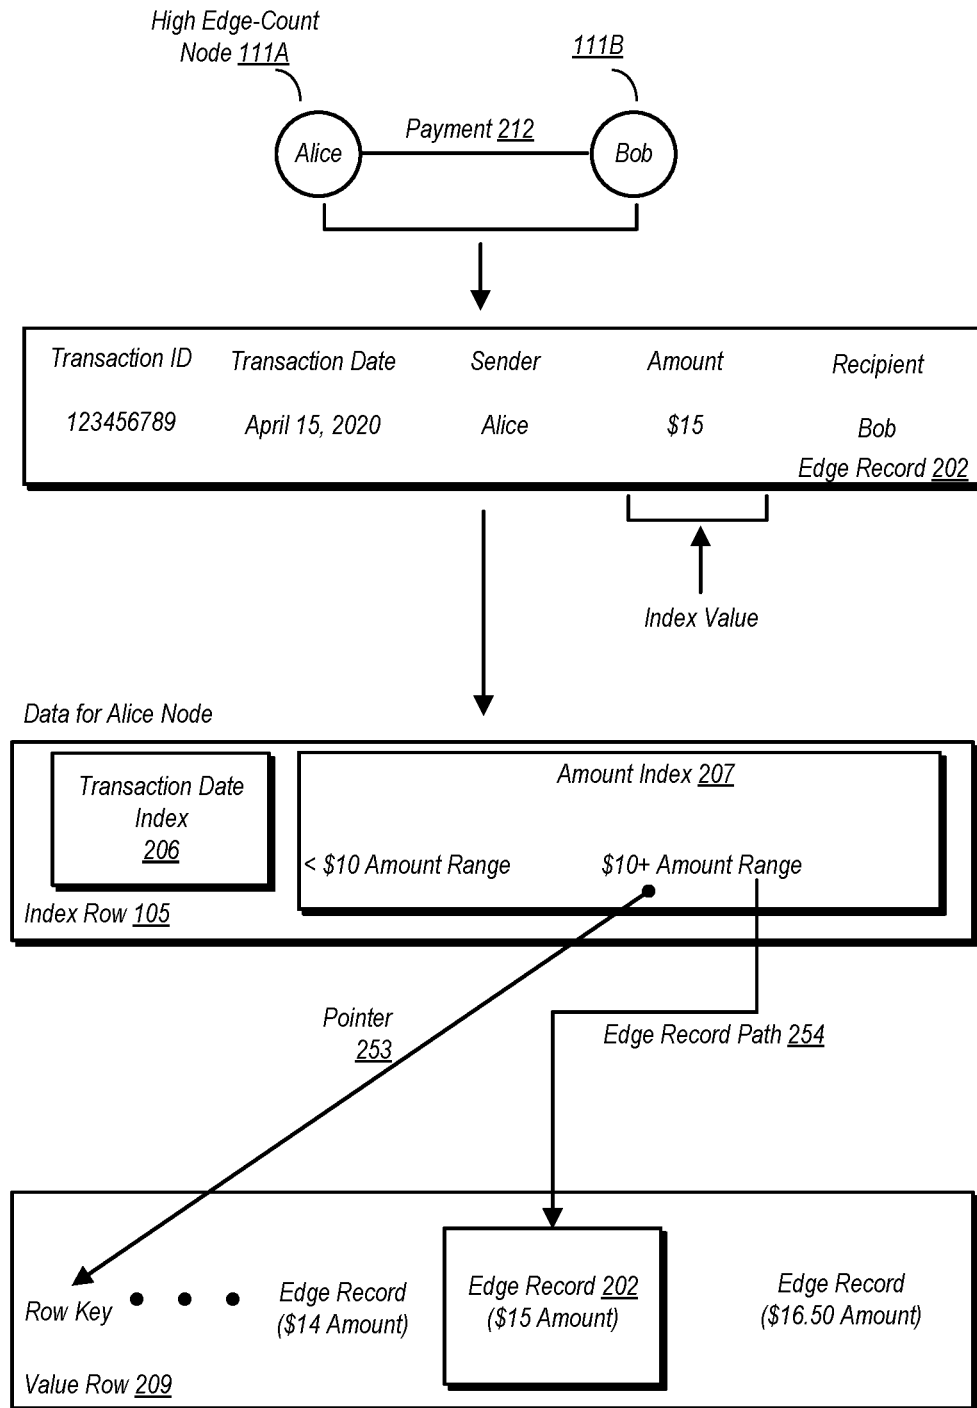 High Edge-Count
Node 111A
111B
Payment 212
Alice
Bob
Transaction ID
Transaction Date
Sender
Amount
Recipient
123456789
April 15, 2020
Alice
$15
Bob
Edge Record 202
Index Value
Data for Alice Node
Transaction Date
Index
206
Amount Index 207
< $10 Amount Range
$10+ Amount Range
Index Row 105
Pointer
253
Edge Record Path 254
Row Key
Edge Record
($14 Amount)
Edge Record 202
($15 Amount)
Edge Record
($16.50 Amount)
Value Row 209